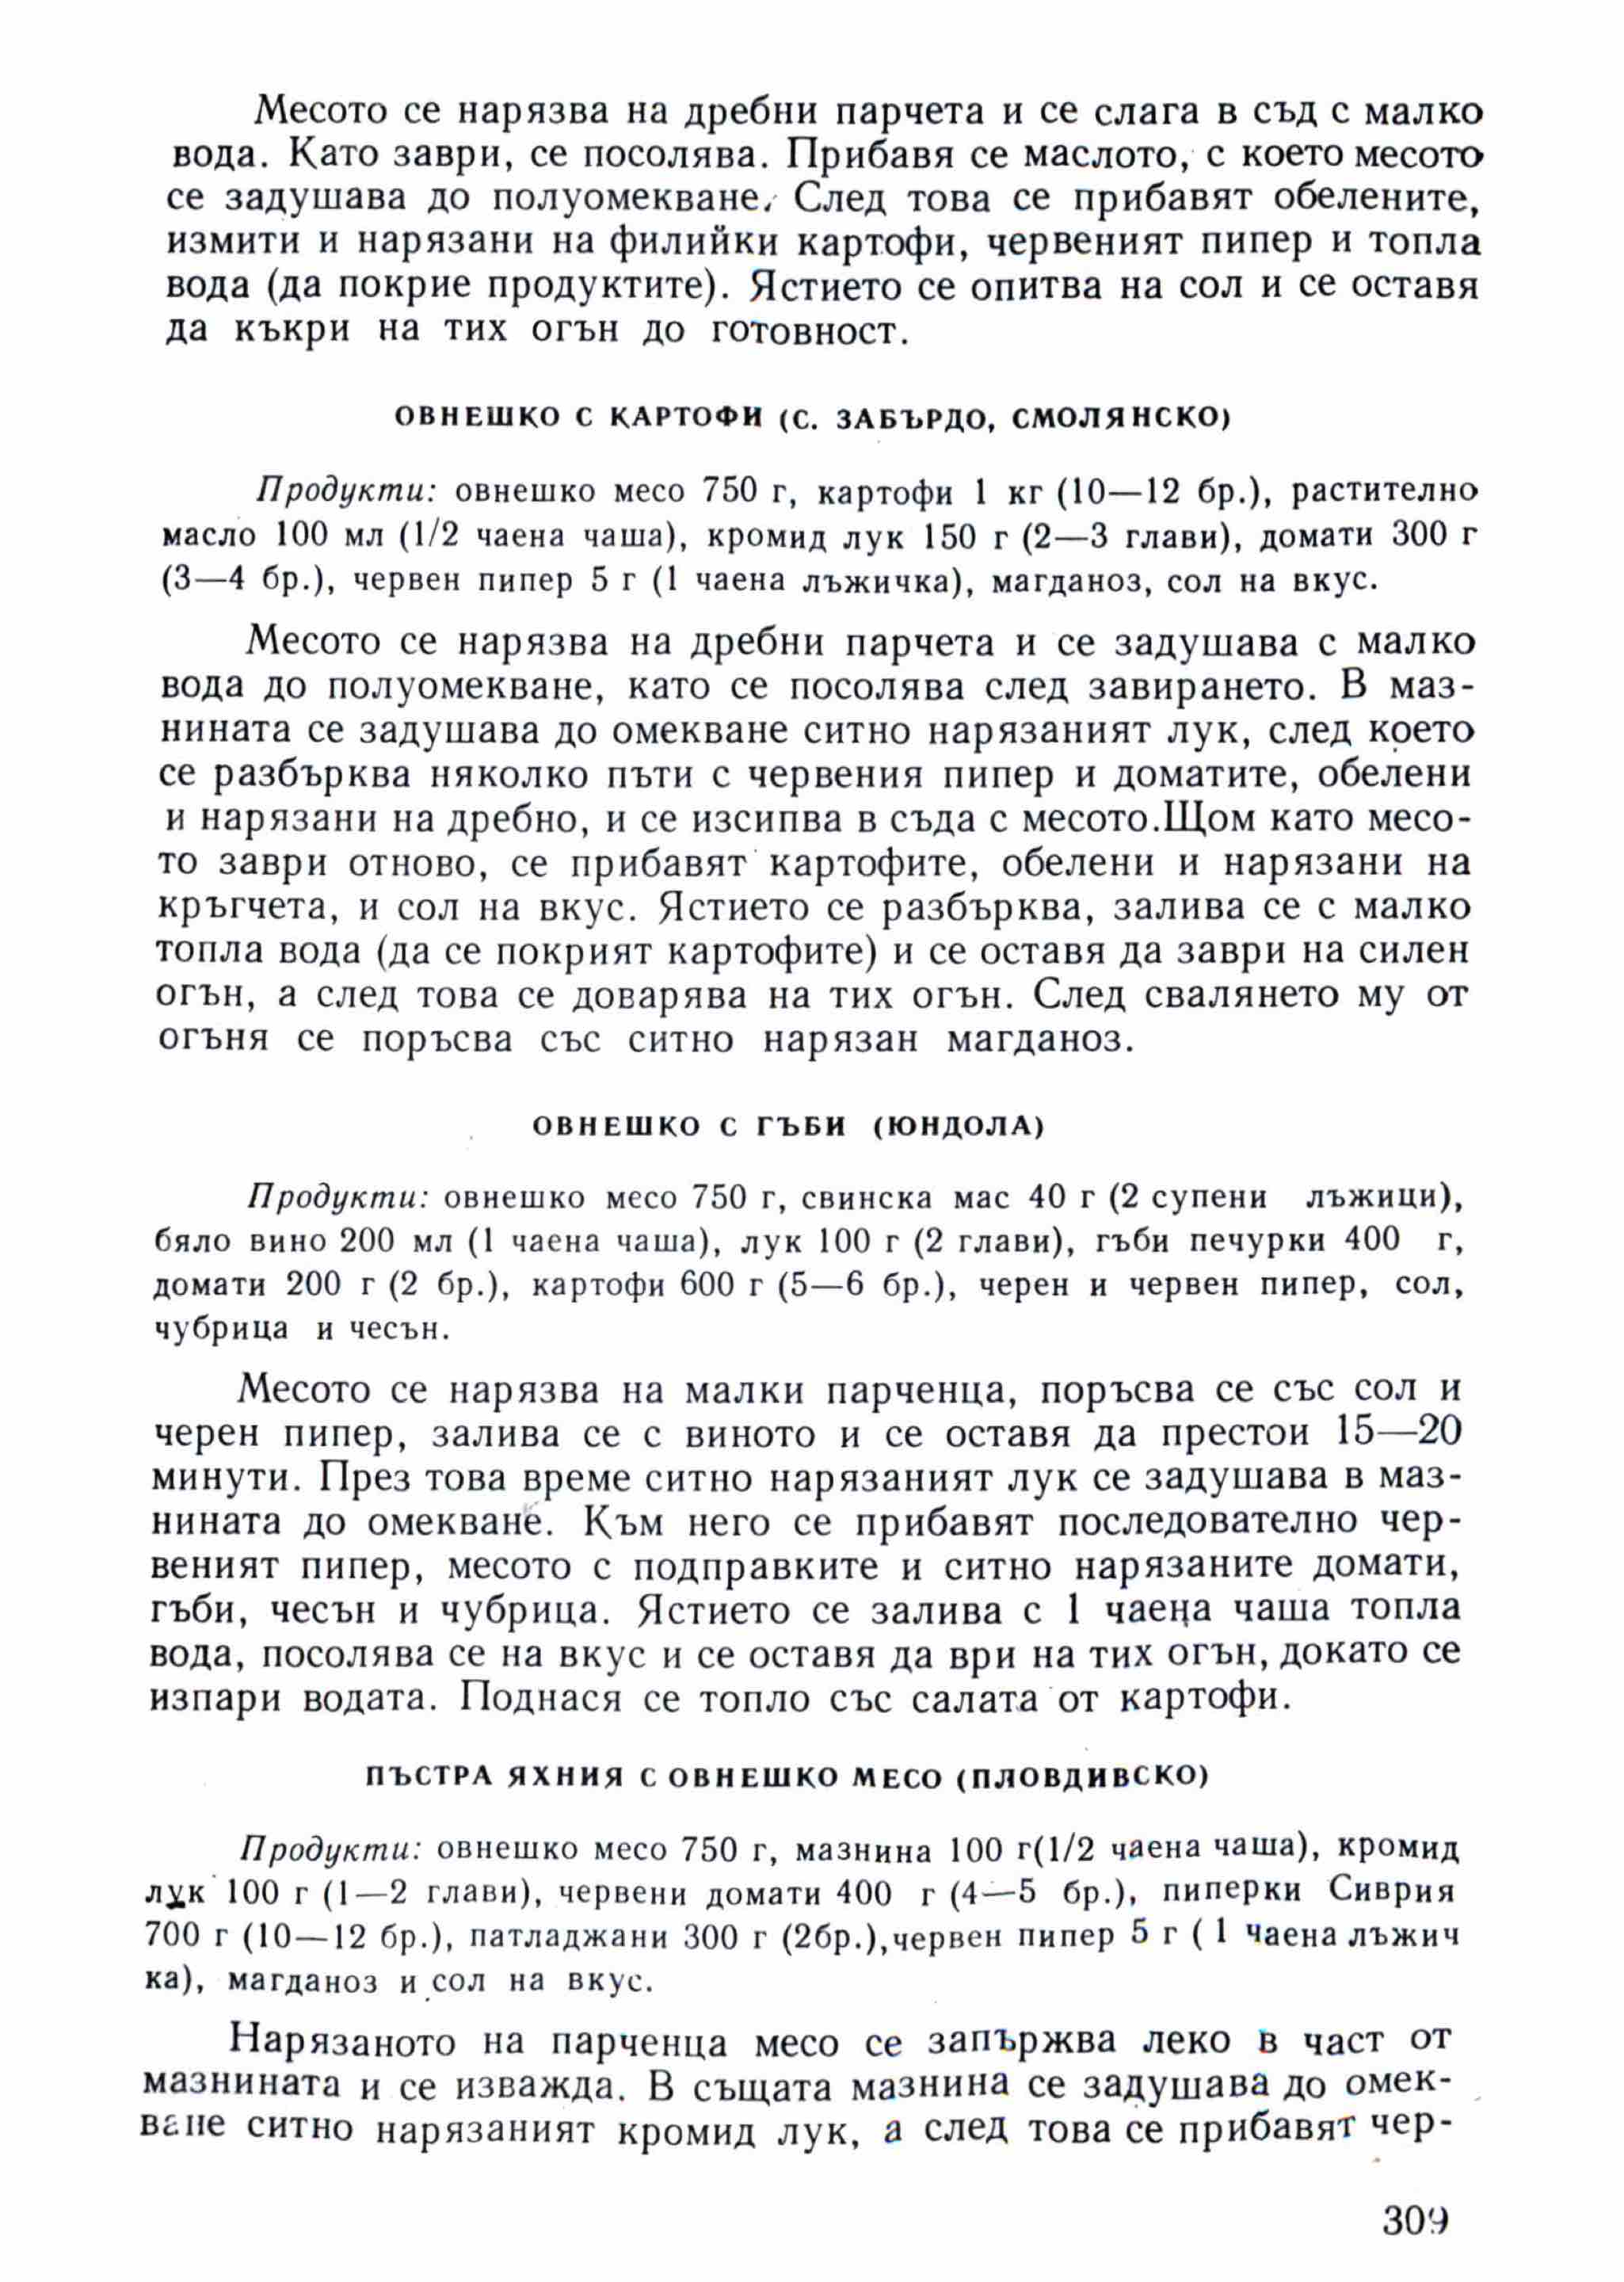 Месото се нарязва на дребни парчета и се слага в съд с малко
вода. Като заври, се посолява. Прибавя се маслото, с което месото
се задушава до полуомекване. След това се прибавят обелените,
измити и нарязани на филийки картофи, червеният пипер и топла
вода (да покрие продуктите). Ястието се опитва на сол и се оставя
да къкри на тих огън до готовност.
ОВНЕШКО С КАРТОФИ (С. ЗАБЪРДО, СМОЛЯНСКО)
Продукти: овнешко месо 750 г, картофи 1 кг (10—12 бр.), растително
масло 100 мл (1/2 чаена чаша), кромид лук 150 г (2—3 глави), домати 300 г
(3—4 бр.), червен пипер 5 г (1 чаена лъжичка), магданоз, сол на вкус.
Месото се нарязва на дребни парчета и се задушава с малко
вода до полуомекване, като се посолява след завирането. В маз-
нината се задушава до омекване ситно нарязаният лук, след което
се разбърква няколко пъти с червения пипер и доматите, обелени
и нарязани на дребно, и се изсипва в съда с месото.Щом като месо-
то заври отново, се прибавят картофите, обелени и нарязани на
кръгчета, и сол на вкус. Ястието се разбърква, залива се с малко
топла вода (да се покрият картофите) и се оставя да заври на силен
огън, а след това се доварява на тих огън. След свалянето му от
огъня се поръсва със ситно нарязан магданоз.
ОВНЕШКО С ГЪБИ (ЮНДОЛА)
Продукти: овнешко месо 750 г, свинска мас 40 г (2 супени лъжици),
бяло вино 200 мл (1 чаена чаша), лук 100 г (2 глави), гъби печурки 400 г,
домати 200 г (2 бр.), картофи 600 г (5—6 бр.), черен и червен пипер, сол,
чубрица и чесън.
Месото се нарязва на малки парченца, поръсва се със сол и
черен пипер, залива се с виното и се оставя да престои 15—20
минути. През това време ситно нарязаният лук се задушава в маз-
нината до омекване. Към него се прибавят последователно чер-
веният пипер, месото с подправките и ситно нарязаните домати,
гъби, чесън и чубрица. Ястието се залива с 1 чаена чаша топла
вода, посолява се на вкус и се оставя да ври на тих огън, докато се
изпари водата. Поднася се топло със салата от картофи.
ПЪСТРА ЯХНИЯ С ОВНЕШКО МЕСО (ПЛОВДИВСКО)
Продукти: овнешко месо 750 г, мазнина 100 г(1/2 чаена чаша), кромид
лук 100 г (1—2 глави), червени домати 400 г (4—5 бр.), пиперки Сиврия
700 г (10—12 бр.), патладжани 300 г (2бр.),червен пипер 5 г ( 1 чаена лъжич
ка), магданоз и сол на вкус.
Нарязаното на парченца месо се запържва леко в част от
мазнината и се изважда. В същата мазнина се задушава до омек-
ване ситно нарязаният кромид лук, а след това се прибавят чер-
309